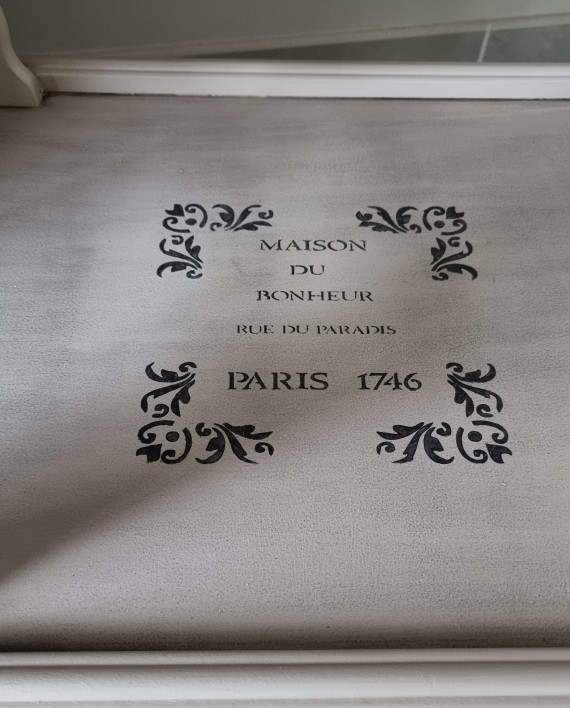 MAISON
DU
BONHEUR
RUE DU PARADIS
PARIS 1746